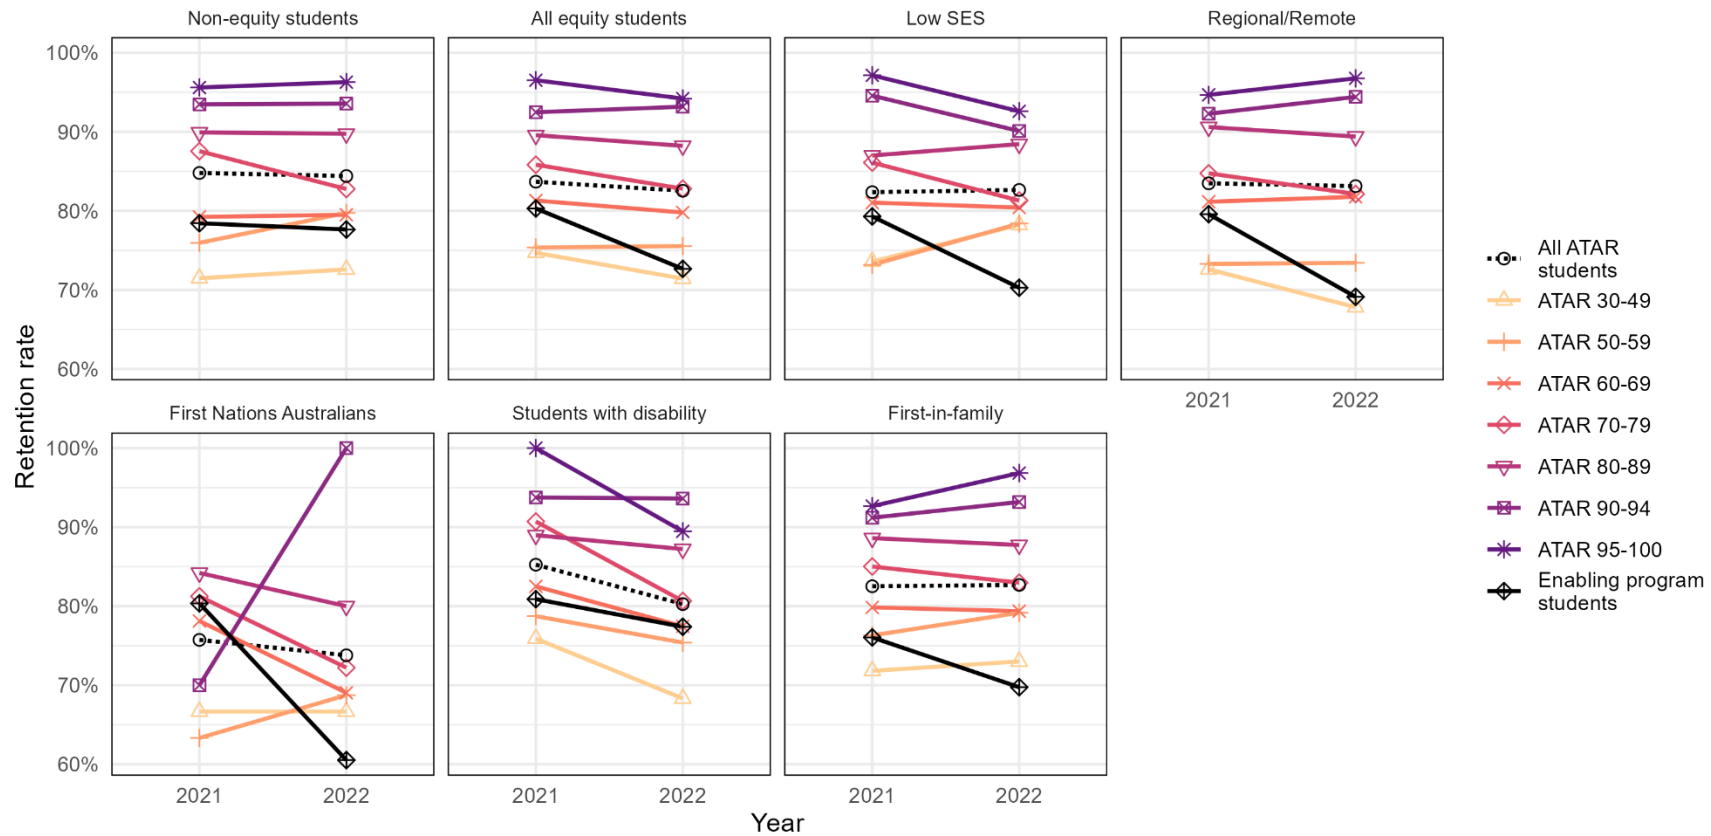 Non-equity students
All equity students
Low SES
Regional/Remote
100%
90%
80%
70%
60%
2021
2022
First Nations Australians
Students with disability
First-in-family
100%
90%
80%
70%
60%
2021
2022
2021
2022
2021
2022
Retention rate
Year
All ATAR
students
ATAR 30-49
ATAR 50-59
ATAR 60-69
ATAR 70-79
ATAR 80-89
ATAR 90-94
ATAR 95-100
Enabling program
students